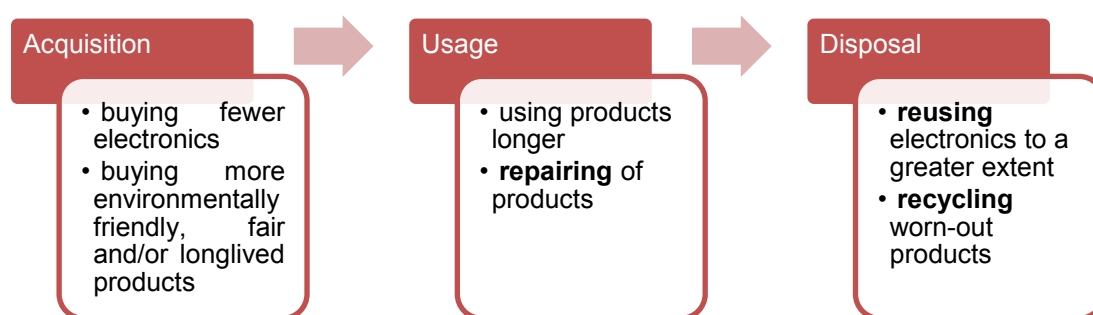 Acquisition
• buying fewer
electronics
• buying more
environmentally
friendly, fair
and/or longlived
products
Usage
• using products
longer
• repairing of
products
Disposal
• reusing
electronics to a
greater extent
• recycling
worn-out
products